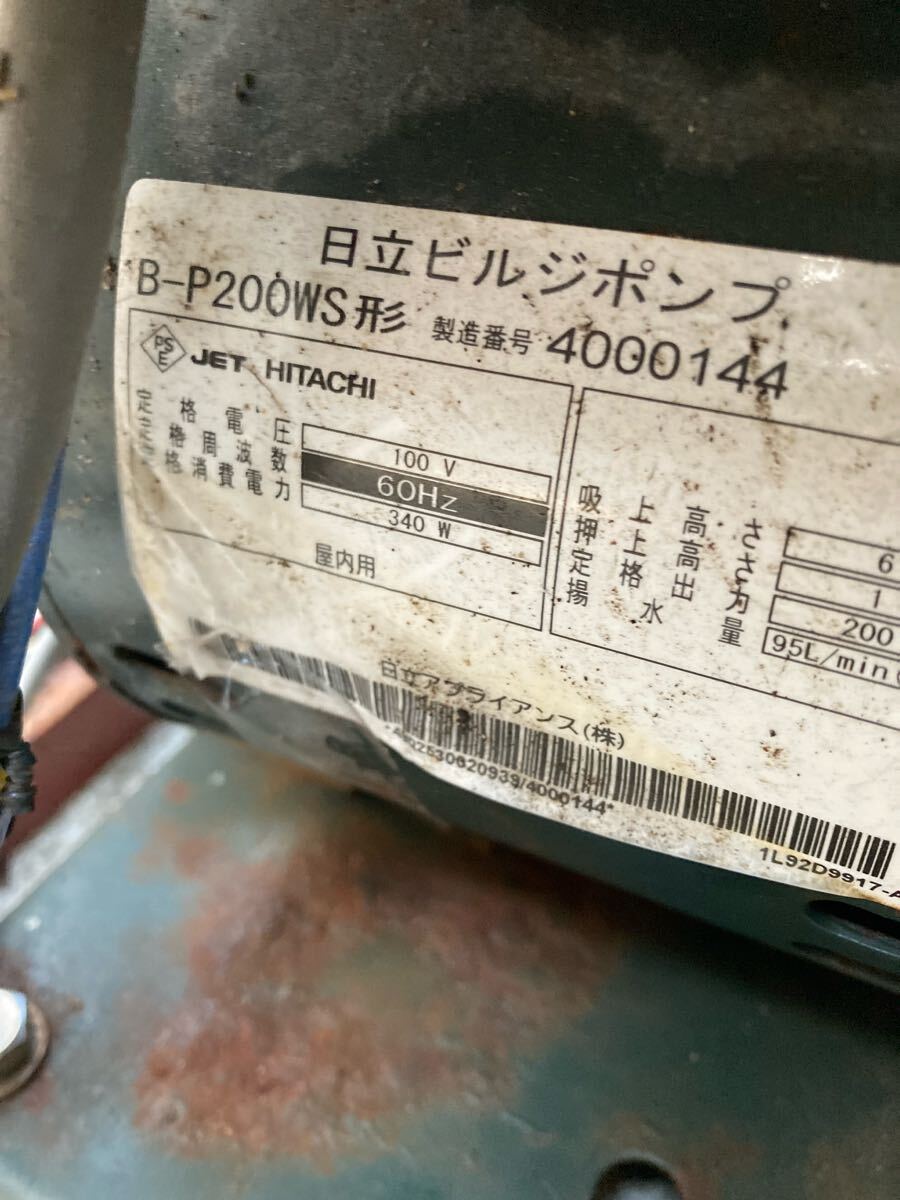 日立ビルジポンプ
B-P200WS形 製造番号 4000144
PS E JET HITACHI
定格電圧 100 V
定格周波数 60Hz
定格消費電力 340 W
屋内用
吸上高さ 6
押上高さ 1
定格出力 200
揚水量 95L/min(
日立アプライアンス(株)
1L92D9917-A